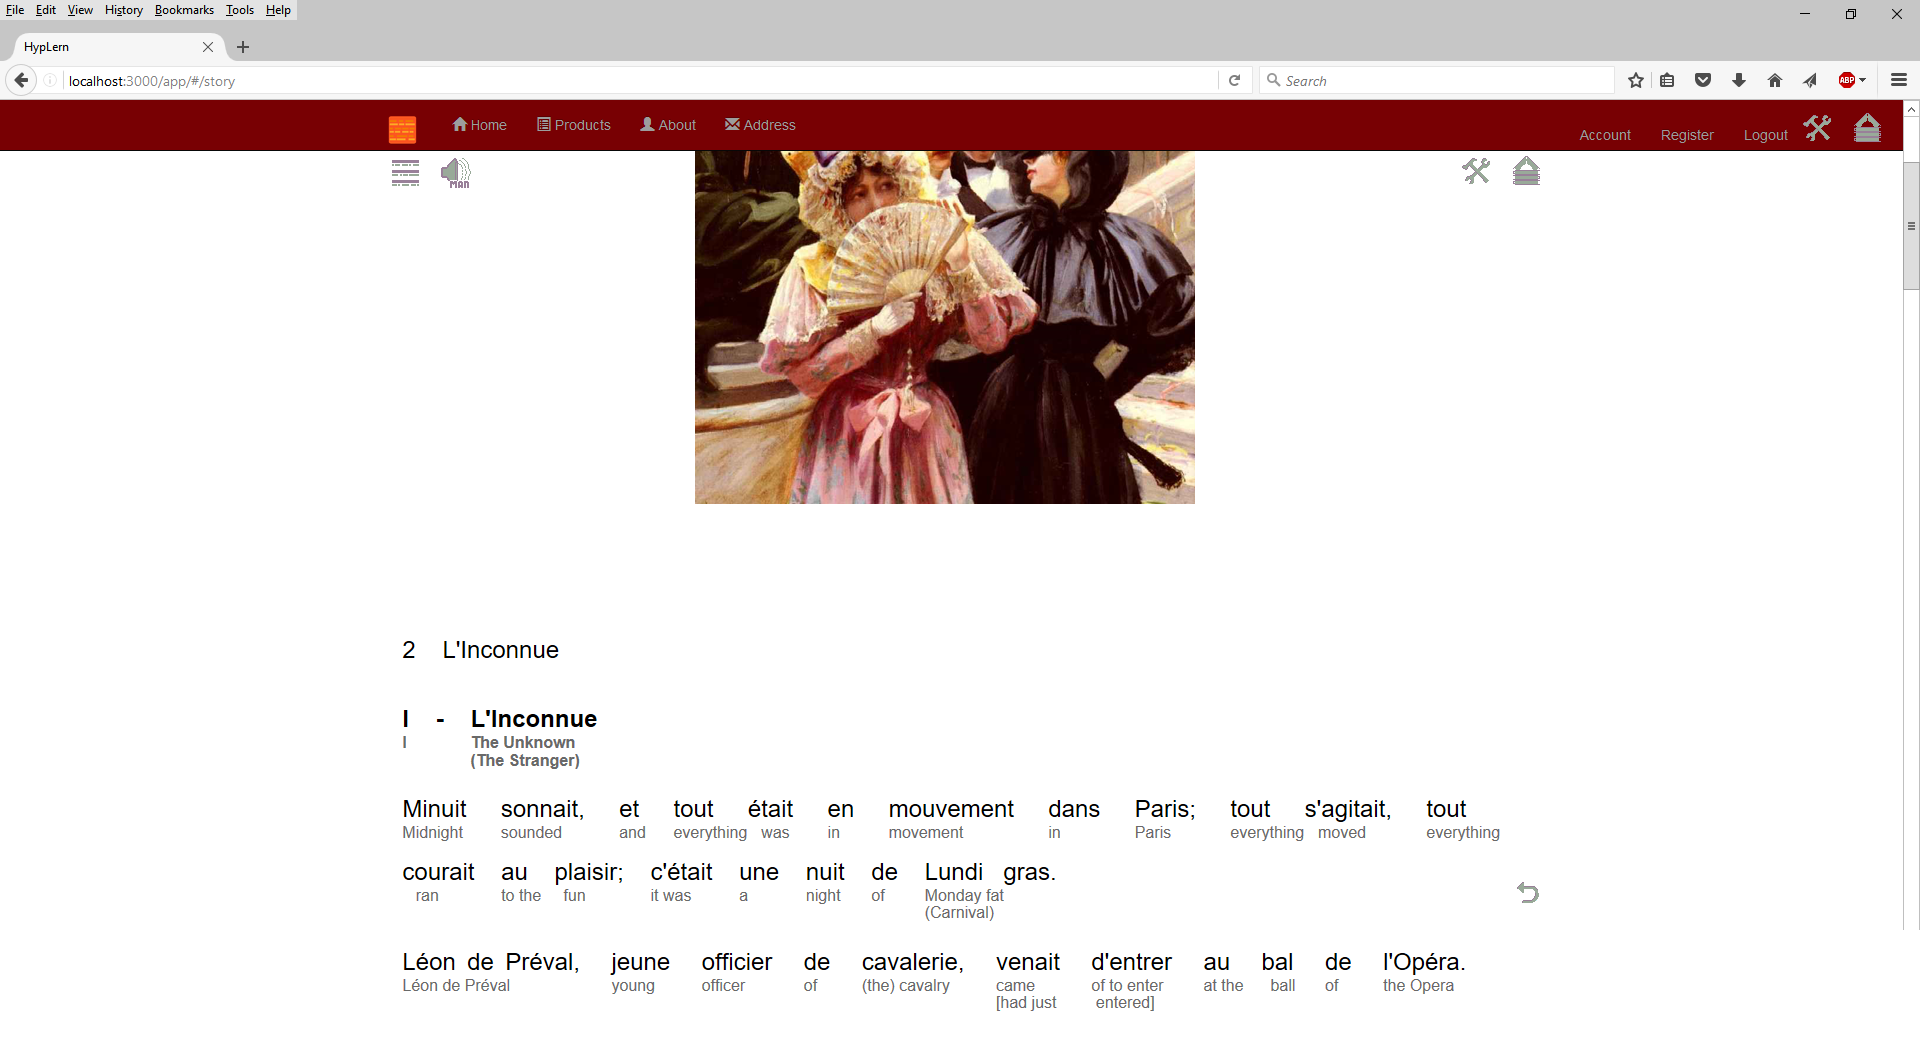 File Edit View History Bookmarks Tools Help
HypLern
localhost:3000/app/#/story
Search
ABP
Home Products About Address
Account Register Logout
MAN
2 L'Inconnue
I - L'Inconnue
I The Unknown
(The Stranger)
Minuit sonnait, et tout était en mouvement dans Paris; tout s'agitait, tout
Midnight sounded and everything was in movement in Paris everything moved everything
courait au plaisir; c'était une nuit de Lundi gras.
ran to the fun it was a night of Monday fat
(Carnival)
Léon de Préval, jeune officier de cavalerie, venait d'entrer au bal de l'Opéra.
Léon de Préval young officer of (the) cavalry came of to enter at the ball of the Opera
[had just entered]